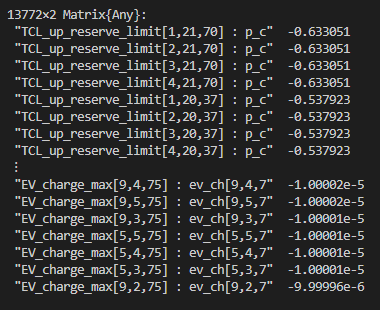 13772×2 Matrix{Any}:
"TCL_up_reserve_limit[1,21,70] : p_c" -0.633051
"TCL_up_reserve_limit[2,21,70] : p_c" -0.633051
"TCL_up_reserve_limit[3,21,70] : p_c" -0.633051
"TCL_up_reserve_limit[4,21,70] : p_c" -0.633051
"TCL_up_reserve_limit[1,20,37] : p_c" -0.537923
"TCL_up_reserve_limit[2,20,37] : p_c" -0.537923
"TCL_up_reserve_limit[3,20,37] : p_c" -0.537923
"TCL_up_reserve_limit[4,20,37] : p_c" -0.537923
⋮
"EV_charge_max[9,4,75] : ev_ch[9,4,7" -1.00002e-5
"EV_charge_max[9,5,75] : ev_ch[9,5,7" -1.00001e-5
"EV_charge_max[9,3,75] : ev_ch[9,3,7" -1.00001e-5
"EV_charge_max[5,5,75] : ev_ch[5,5,7" -1.00001e-5
"EV_charge_max[5,4,75] : ev_ch[5,4,7" -1.00001e-5
"EV_charge_max[5,3,75] : ev_ch[5,3,7" -1.00001e-5
"EV_charge_max[9,2,75] : ev_ch[9,2,7" -9.99996e-6